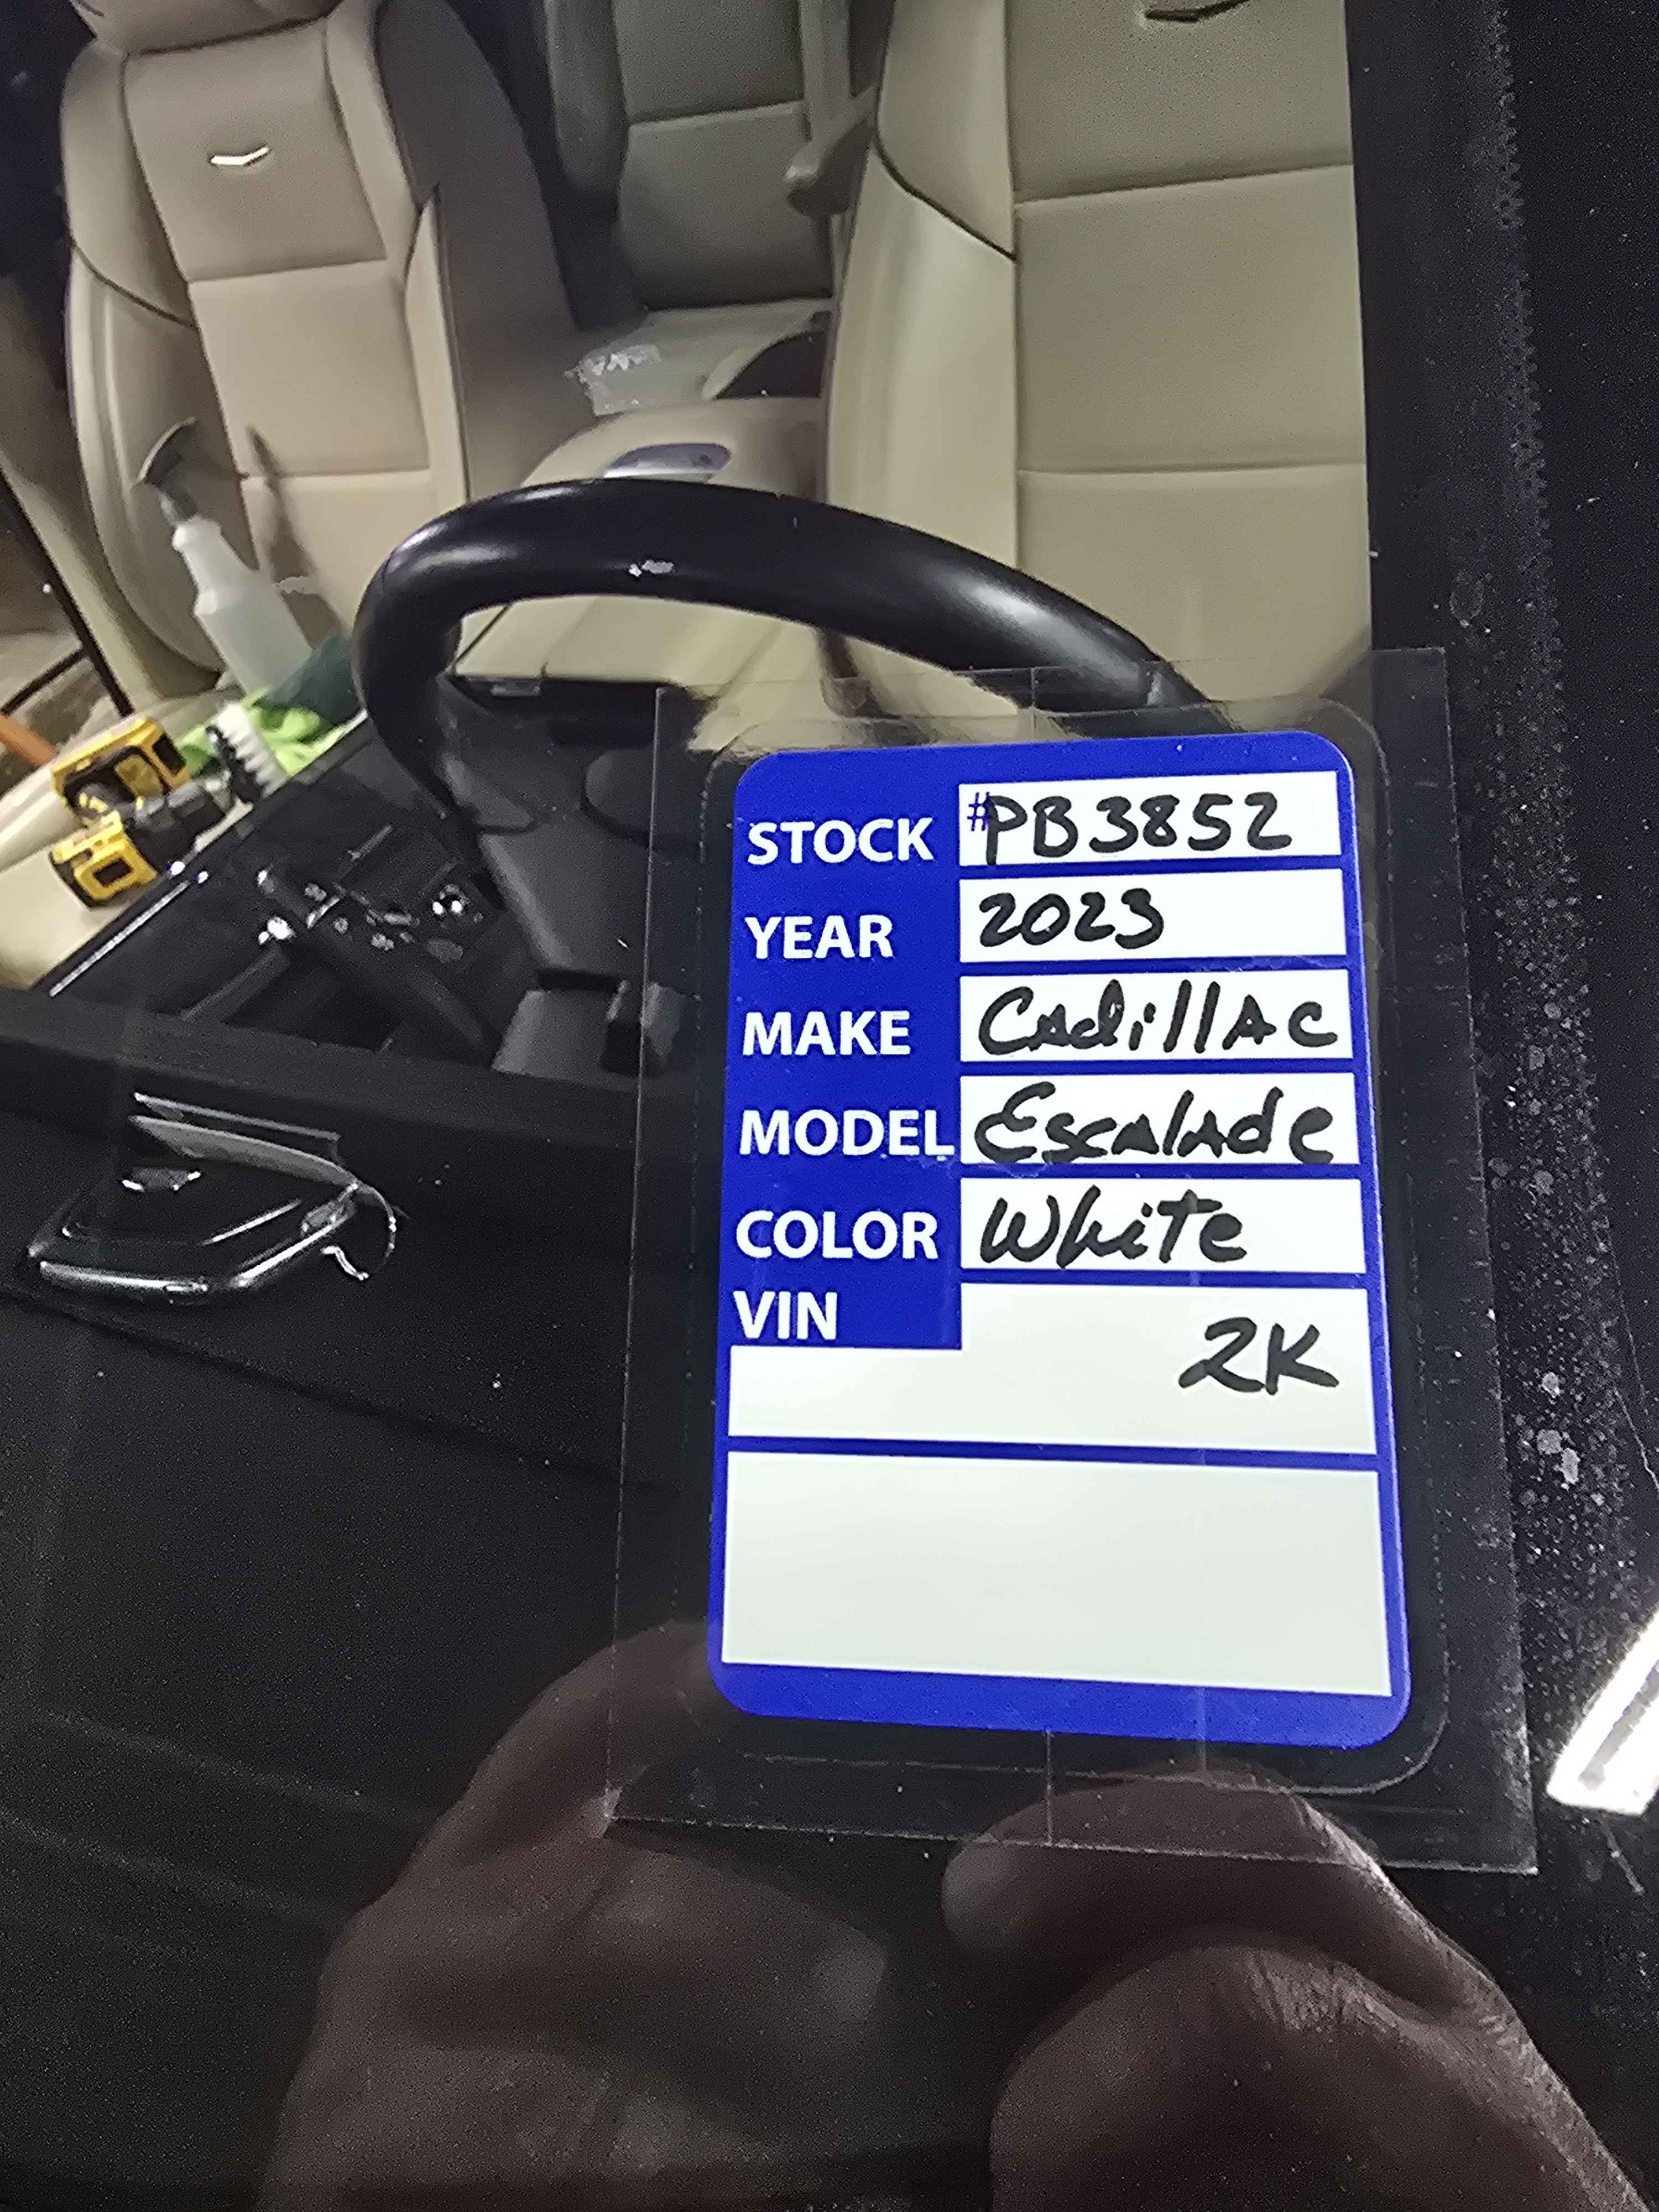 STOCK #PB3852
YEAR 2023
MAKE CadillAc
MODEL Escalade
COLOR White
VIN
2K